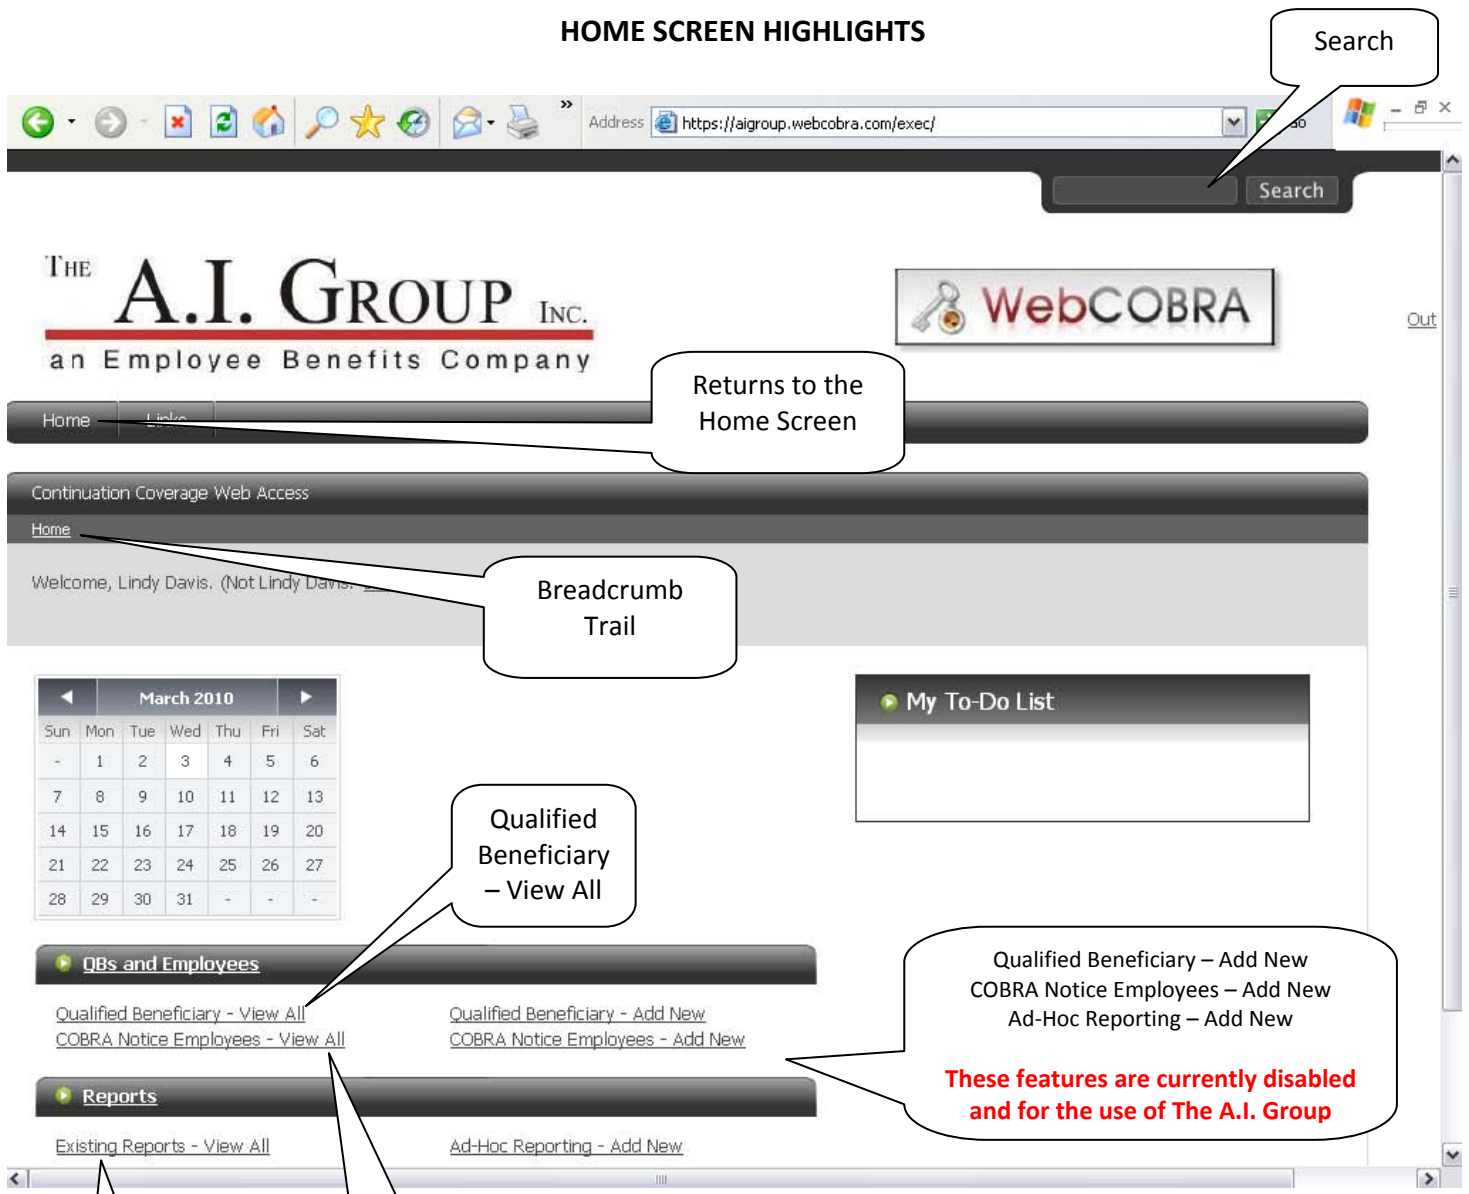 HOME SCREEN HIGHLIGHTS
Search
Address https://aigroup.webcobra.com/exec/
Search
THE A.I. GROUP INC.
an Employee Benefits Company
WebCOBRA
Out
Returns to the
Home Screen
Home Links
Continuation Coverage Web Access
Home
Welcome, Lindy Davis. (Not Lindy Davis.
Breadcrumb
Trail
March 2010
Sun Mon Tue Wed Thu Fri Sat
- 1 2 3 4 5 6
7 8 9 10 11 12 13
14 15 16 17 18 19 20
21 22 23 24 25 26 27
28 29 30 31 - - -
My To-Do List
Qualified
Beneficiary
– View All
QBs and Employees
Qualified Beneficiary - View All Qualified Beneficiary - Add New
COBRA Notice Employees - View All COBRA Notice Employees - Add New
Qualified Beneficiary – Add New
COBRA Notice Employees – Add New
Ad-Hoc Reporting – Add New
These features are currently disabled
and for the use of The A.I. Group
Reports
Existing Reports - View All Ad-Hoc Reporting - Add New